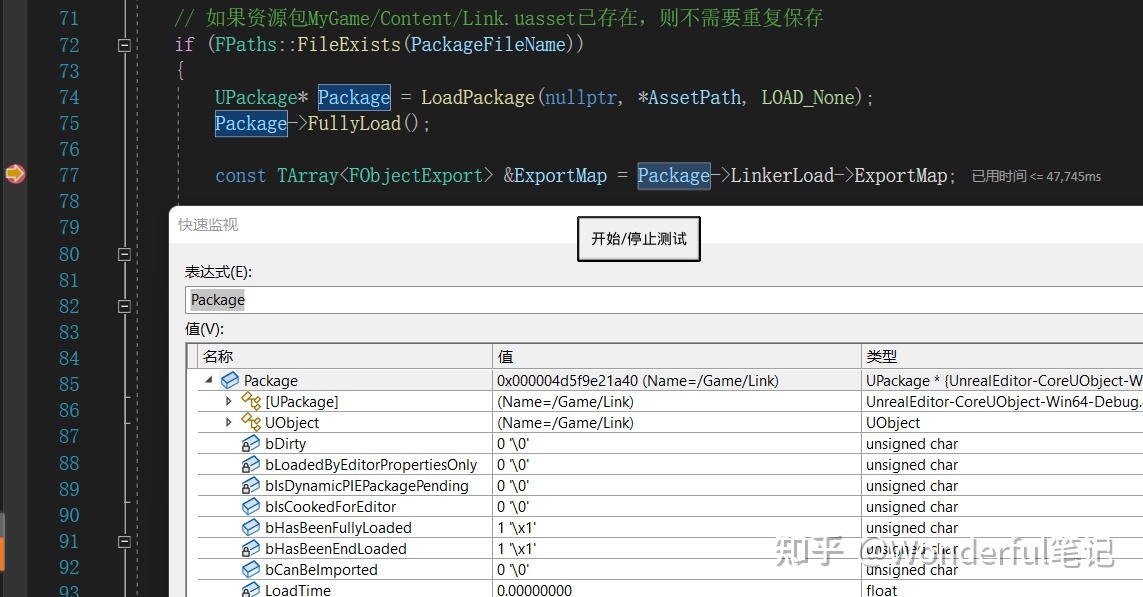 71 // 如果资源包MyGame/Content/Link.uasset已存在，则不需要重复保存
72 if (FPaths::FileExists(PackageFileName))
73 {
74 UPackage* Package = LoadPackage(nullptr, *AssetPath, LOAD_None);
75 Package->FullyLoad();
76
77 const TArray<FObjectExport> &ExportMap = Package->LinkerLoad->ExportMap; 已用时间 <= 47,745ms
78
79
80
81
82
83
84
85
86
87
88
89
90
91
92
93
快速监视
开始/停止测试
表达式(E):
Package
值(V):
名称 值 类型
Package 0x000004d5f9e21a40 (Name=/Game/Link) UPackage * {UnrealEditor-CoreUObject-W
[UPackage] (Name=/Game/Link) UnrealEditor-CoreUObject-Win64-Debug.
UObject (Name=/Game/Link) UObject
bDirty 0 '\0' unsigned char
bLoadedByEditorPropertiesOnly 0 '\0' unsigned char
bIsDynamicPIEPackagePending 0 '\0' unsigned char
bIsCookedForEditor 0 '\0' unsigned char
bHasBeenFullyLoaded 1 '\x1' unsigned char
bHasBeenEndLoaded 1 '\x1' unsigned char
bCanBeImported 0 '\0' unsigned char
LoadTime 0.00000000 float
知乎 @Wonderful笔记